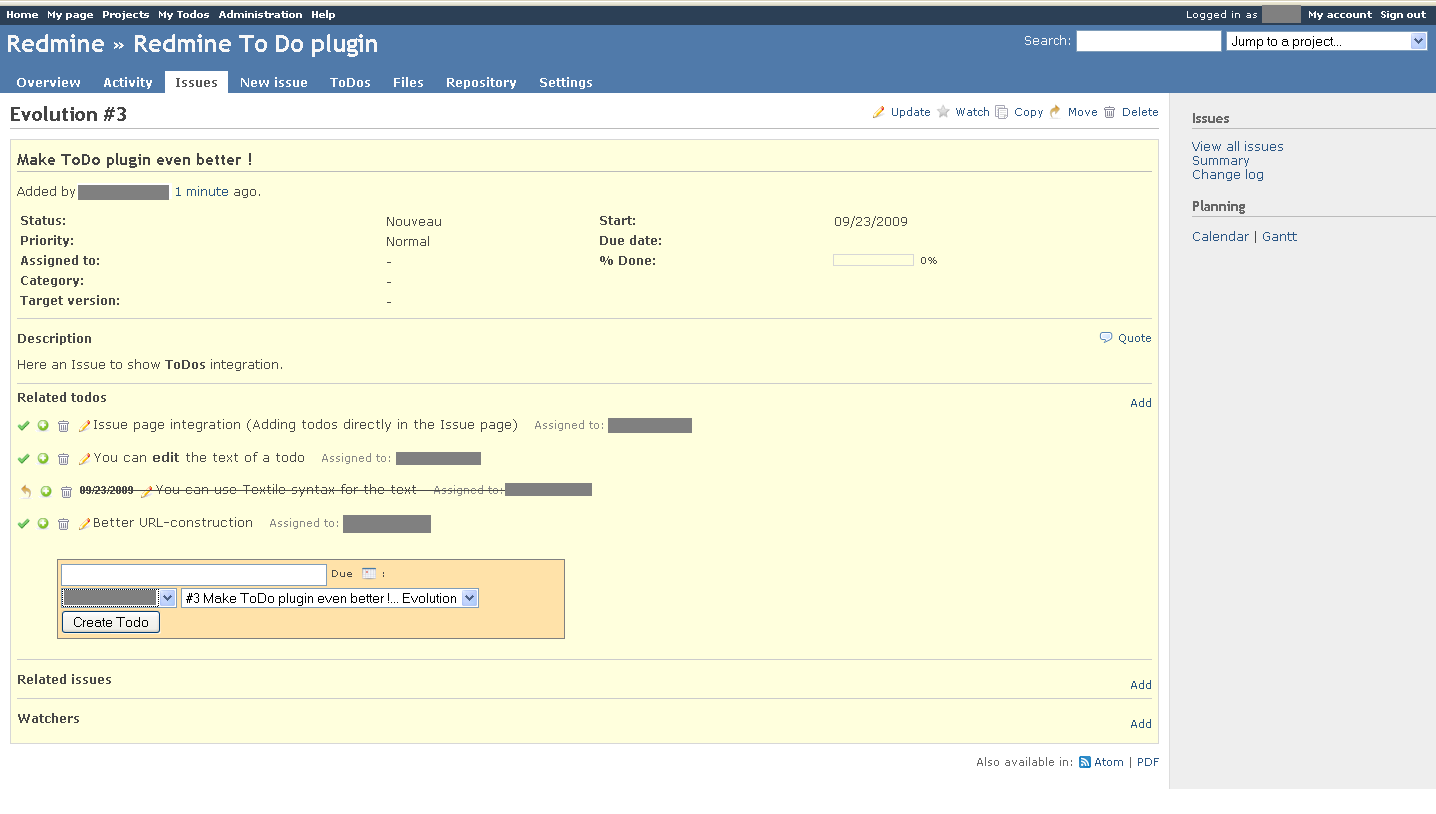 Home My page Projects My Todos Administration Help Logged in as My account Sign out
Redmine » Redmine To Do plugin Search: Jump to a project...
Overview Activity Issues New issue ToDos Files Repository Settings
Evolution #3 Update Watch Copy Move Delete
Make ToDo plugin even better !
Added by 1 minute ago.
Status: Nouveau Start: 09/23/2009
Priority: Normal Due date:
Assigned to: - % Done: 0%
Category: -
Target version: -
Description Quote
Here an Issue to show ToDos integration.
Related todos Add
Issue page integration (Adding todos directly in the Issue page) Assigned to:
You can edit the text of a todo Assigned to:
09/23/2009 You can use Textile syntax for the text Assigned to:
Better URL-construction Assigned to:
Due :
#3 Make ToDo plugin even better !... Evolution
Create Todo
Related issues Add
Watchers Add
Also available in: Atom | PDF
Issues
View all issues
Summary
Change log
Planning
Calendar | Gantt